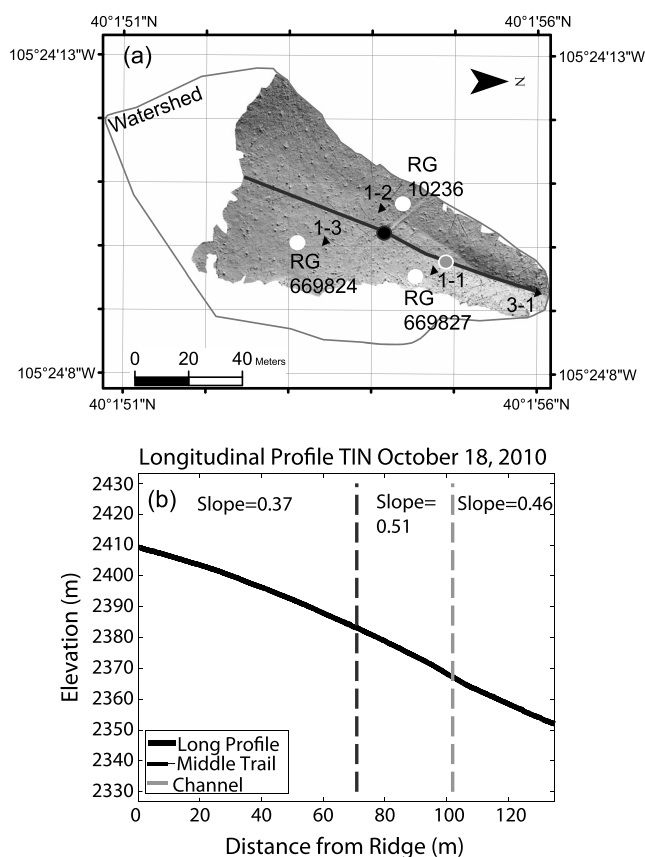 40°1'51"N 40°1'56"N
105°24'13"W 105°24'13"W
(a)
N
Watershed
RG
10236
1-2
1-3
RG
669824
1-1
RG
669827
3-1
0 20 40 Meters
105°24'8"W 105°24'8"W
40°1'51"N 40°1'56"N
Longitudinal Profile TIN October 18, 2010
(b)
Slope=0.37
Slope=
0.51
Slope=0.46
2430
2420
2410
2400
2390
2380
2370
2360
2350
2340
2330
Elevation (m)
Long Profile
Middle Trail
Channel
0 20 40 60 80 100 120
Distance from Ridge (m)